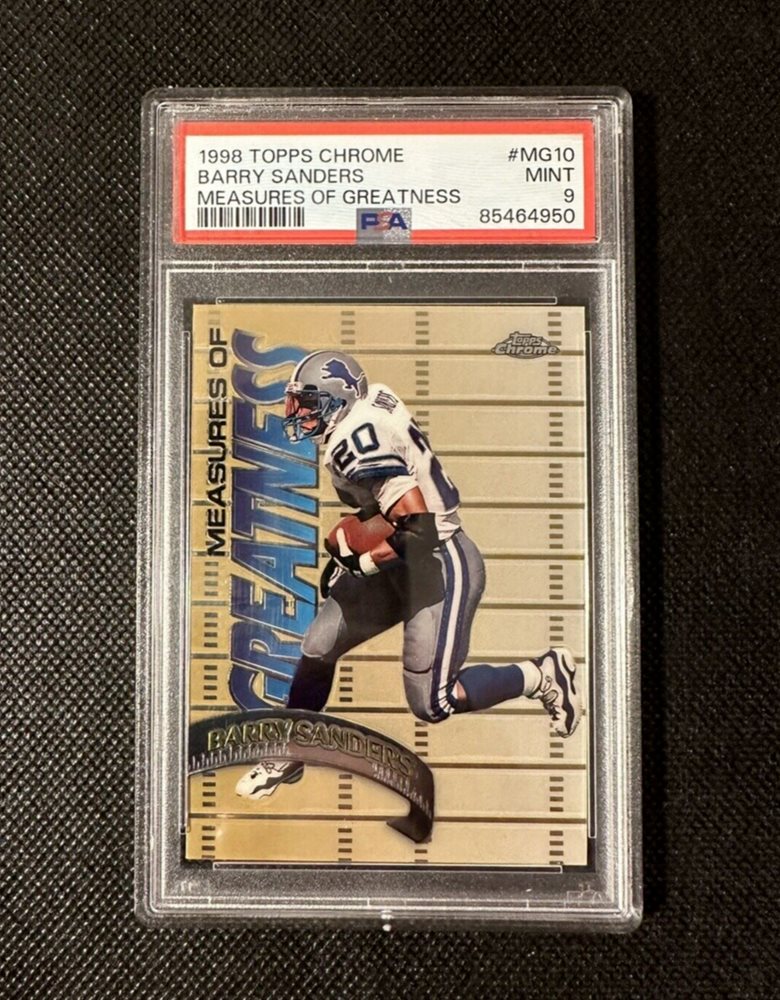 1998 TOPPS CHROME #MG10
BARRY SANDERS MINT
MEASURES OF GREATNESS 9
PSA 85464950
MEASURES OF
GREATNESS
Topps
Chrome
20
BARRY SANDERS